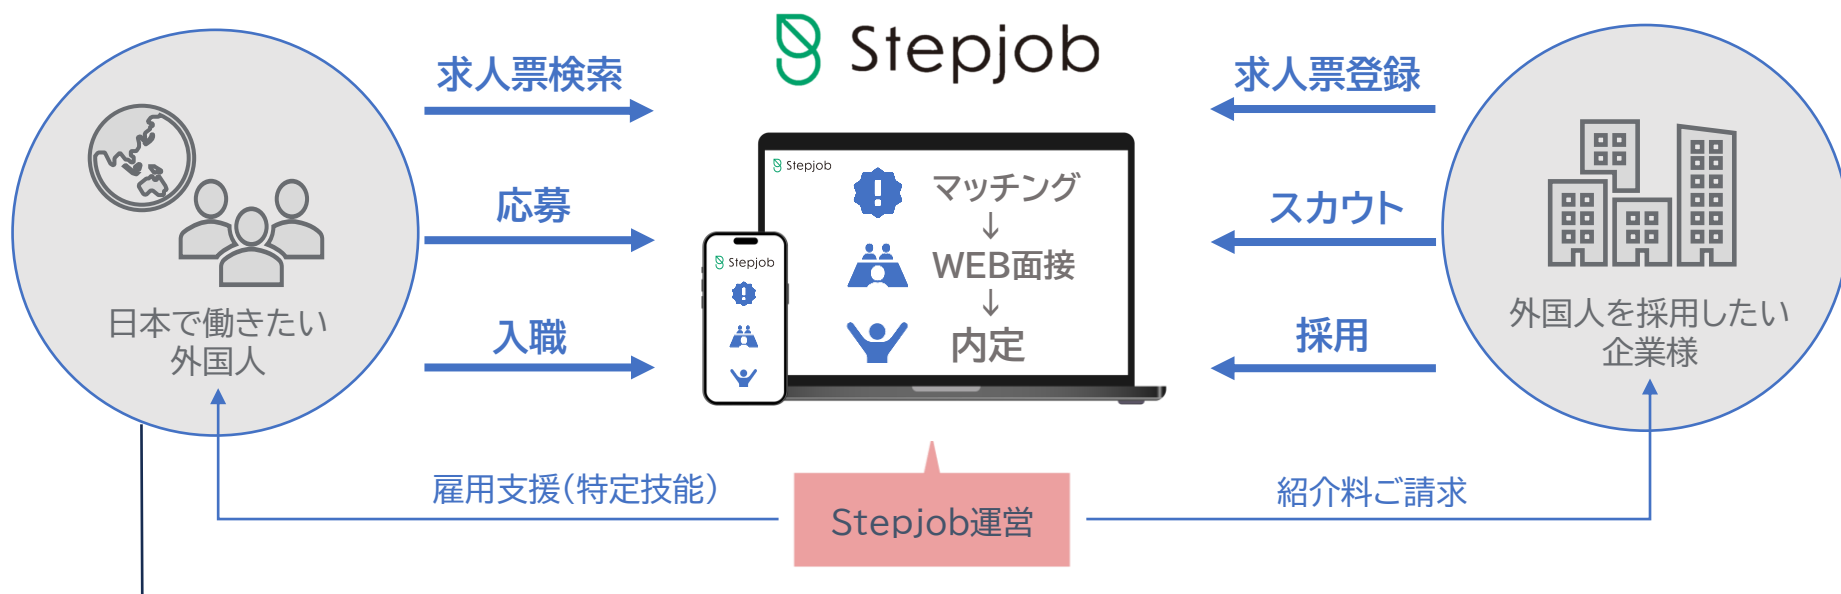 Stepjob
求人票検索
求人票登録
応募
スカウト
入職
採用
Stepjob
マッチング
↓
WEB面接
↓
内定
Stepjob
日本で働きたい
外国人
外国人を採用したい
企業様
雇用支援(特定技能)
Stepjob運営
紹介料ご請求